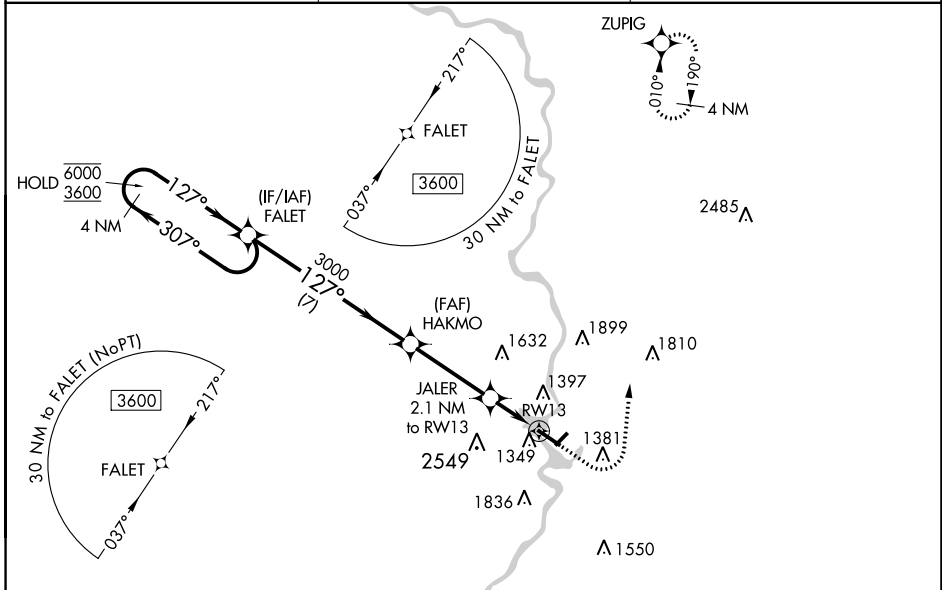 ZUPIG
010°
190°
4 NM
217°
FALET
3600
037°
30 NM to FALET
HOLD 6000
3600
4 NM
127°
307°
(IF/IAF)
FALET
2485
3000
127°
(7)
(FAF)
HAKMO
1632
1899
1810
30 NM to FALET (NoPT)
3600
217°
FALET
037°
JALER
2.1 NM
to RW13
1397
RW13
2549
1349
1381
1836
1550